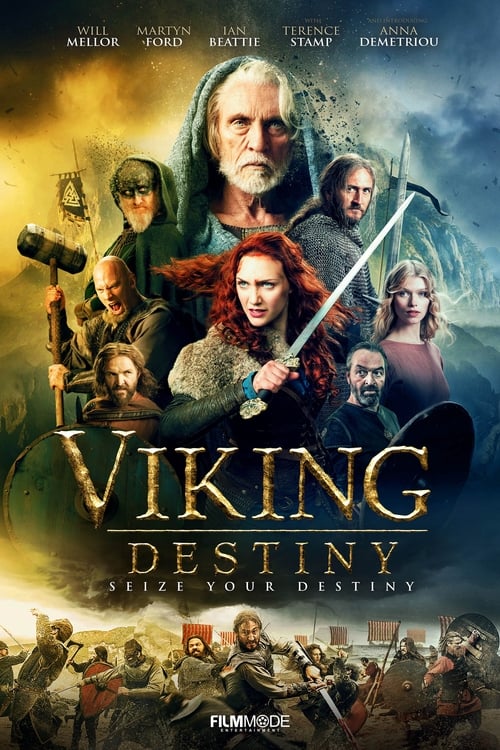 WILL MELLOR
MARTYN FORD
IAN BEATTIE
WITH TERENCE STAMP
AND INTRODUCING ANNA DEMETRIOU
VIKING
DESTINY
SEIZE YOUR DESTINY
FILMMODE
ENTERTAINMENT